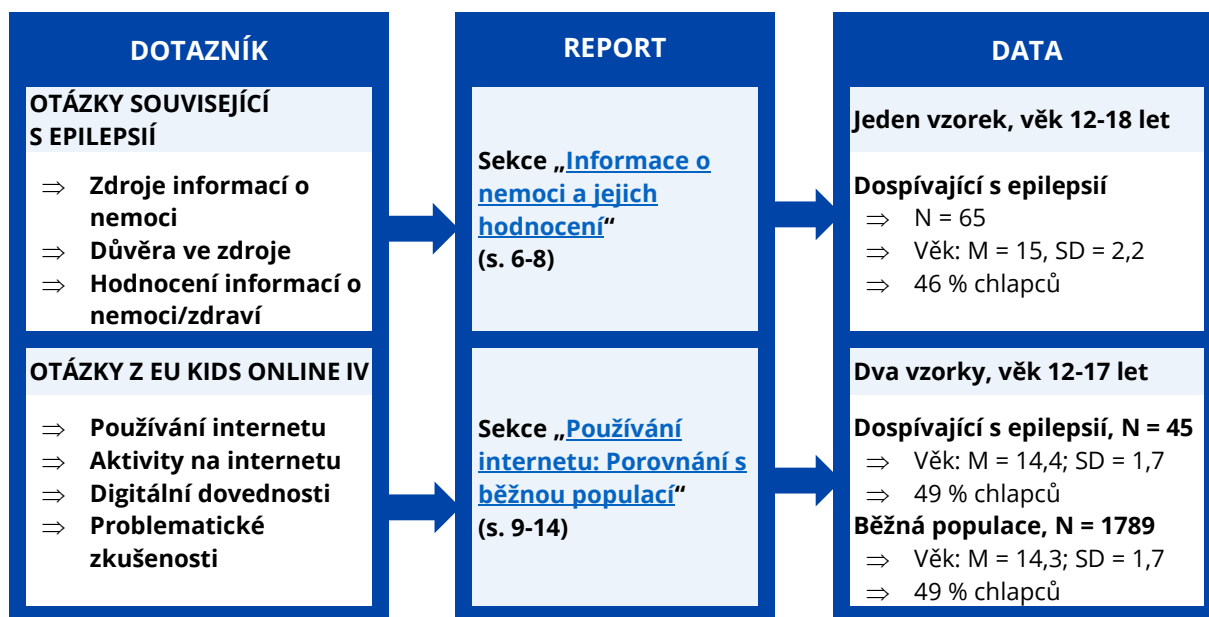 DOTAZNÍK
OTÁZKY SOUVISEJÍCÍ
S EPILEPSIÍ
⇒ Zdroje informací o
nemoci
⇒ Důvěra ve zdroje
⇒ Hodnocení informací o
nemoci/zdraví
OTÁZKY Z EU KIDS ONLINE IV
⇒ Používání internetu
⇒ Aktivity na internetu
⇒ Digitální dovednosti
⇒ Problematické
zkušenosti
REPORT
Sekce „Informace o
nemoci a jejich
hodnocení“
(s. 6-8)
Sekce „Používání
internetu: Porovnání s
běžnou populací“
(s. 9-14)
DATA
Jeden vzorek, věk 12-18 let
Dospívající s epilepsií
⇒ N = 65
⇒ Věk: M = 15, SD = 2,2
⇒ 46 % chlapců
Dva vzorky, věk 12-17 let
Dospívající s epilepsií, N = 45
⇒ Věk: M = 14,4; SD = 1,7
⇒ 49 % chlapců
Běžná populace, N = 1789
⇒ Věk: M = 14,3; SD = 1,7
⇒ 49 % chlapců